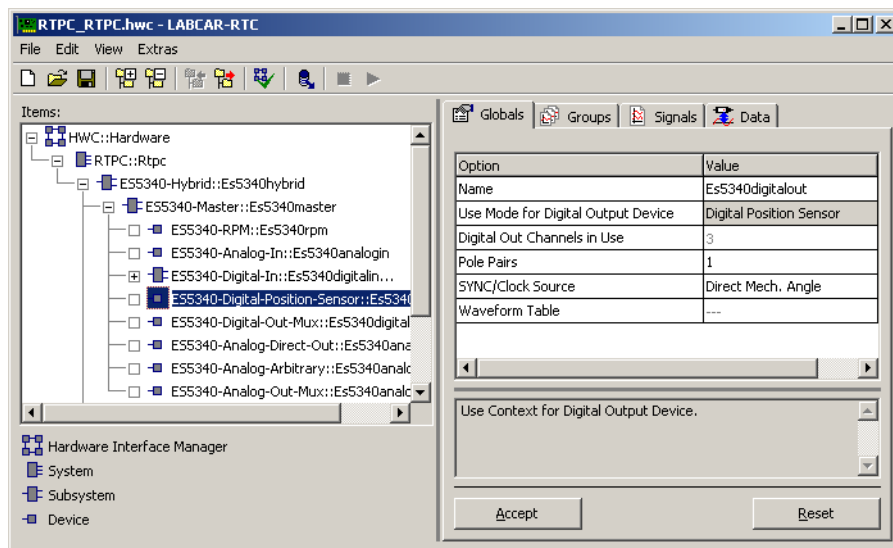 RTPC_RTPC.hwc - LABCAR-RTC
File Edit View Extras
Items:
HWC::Hardware
RTPC::Rtpc
ES5340-Hybrid::Es5340hybrid
ES5340-Master::Es5340master
ES5340-RPM::Es5340rpm
ES5340-Analog-In::Es5340analogin
ES5340-Digital-In::Es5340digitalin...
ES5340-Digital-Position-Sensor::Es5340
ES5340-Digital-Out-Mux::Es5340digital
ES5340-Analog-Direct-Out::Es5340ana
ES5340-Analog-Arbitrary::Es5340analo
ES5340-Analog-Out-Mux::Es5340analo
Hardware Interface Manager
System
Subsystem
Device
Globals Groups Signals Data
Option Value
Name Es5340digitalout
Use Mode for Digital Output Device Digital Position Sensor
Digital Out Channels in Use 3
Pole Pairs 1
SYNC/Clock Source Direct Mech. Angle
Waveform Table ---
Use Context for Digital Output Device.
Accept Reset